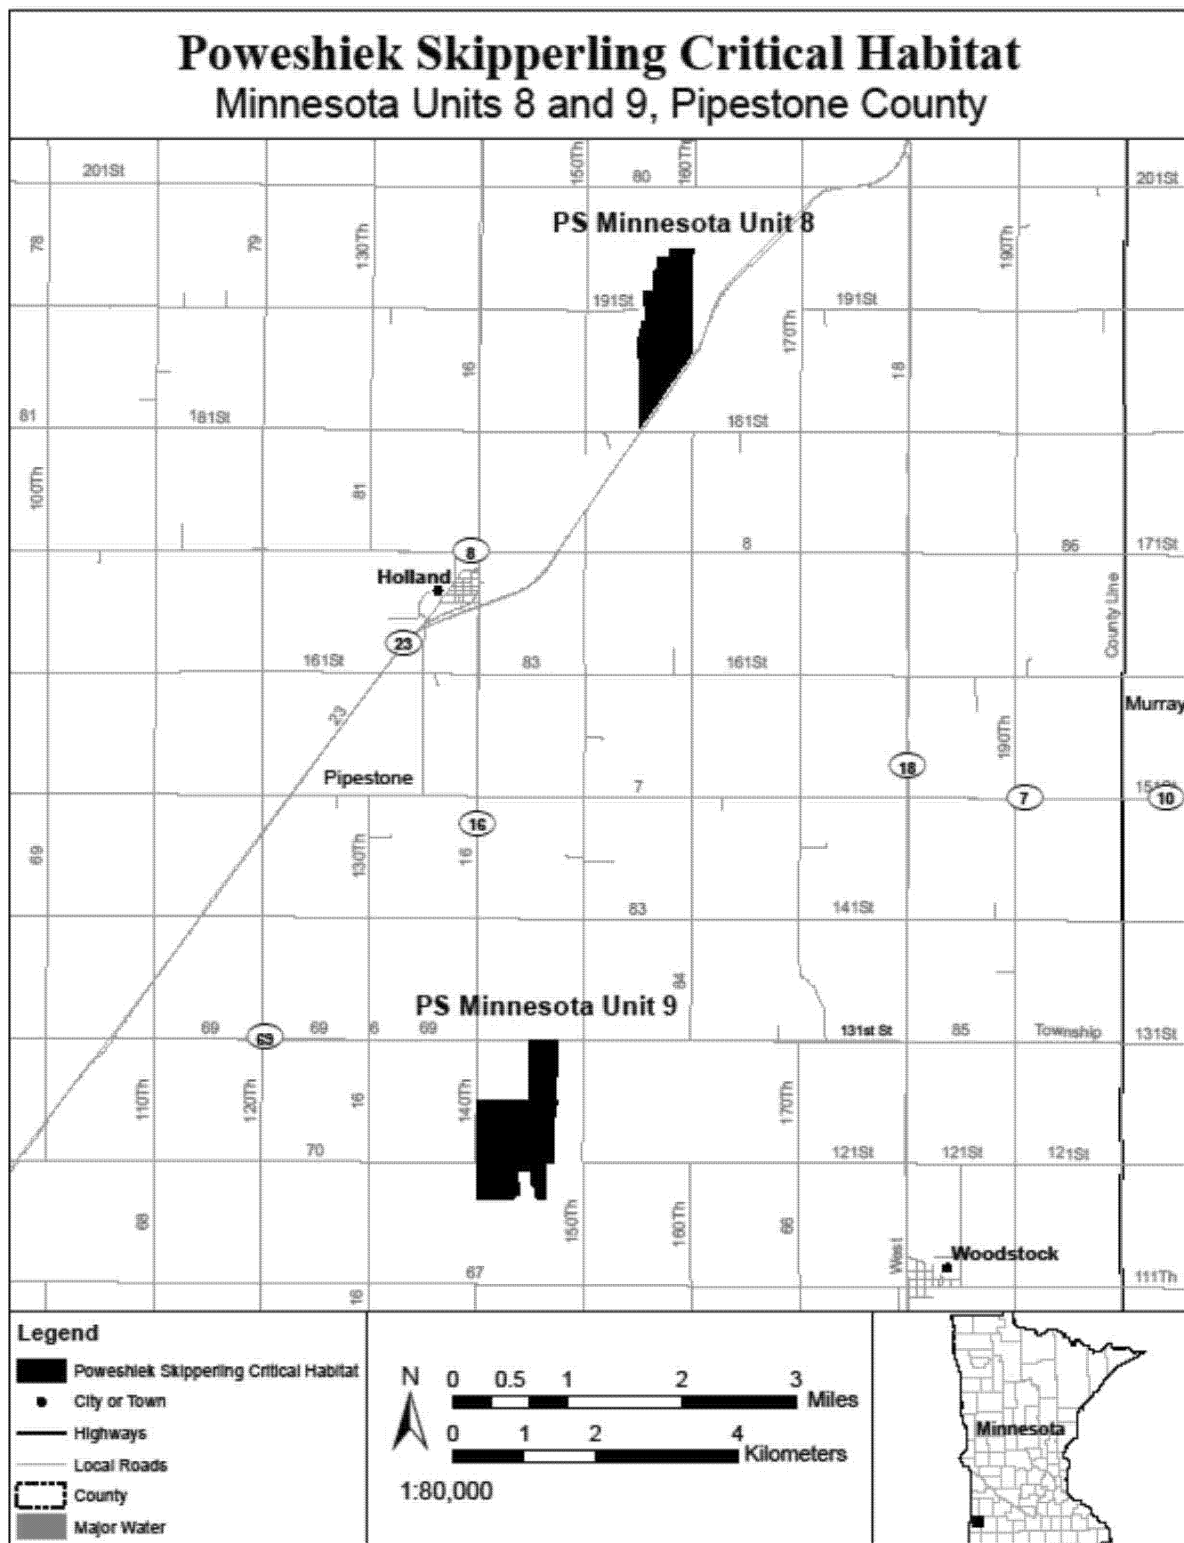 Poweshiek Skipperling Critical Habitat
Minnesota Units 8 and 9, Pipestone County
201St
150Th
80
160Th
201St
PS Minnesota Unit 8
78
79
130Th
190Th
191St
191St
170Th
16
18
81
181St
181St
100Th
81
8
8
86
171St
Holland
County Line
23
161St
83
161St
23
190Th
Murray
18
Pipestone
7
151St
7
10
16
69
130Th
16
83
141St
84
PS Minnesota Unit 9
69
69
69
6
69
131st St
85
Township
131St
110Th
120Th
16
140Th
170Th
70
121St
121St
121St
68
150Th
160Th
66
West
Woodstock
67
16
111Th
Legend
Poweshiek Skipperling Critical Habitat
City or Town
Highways
Local Roads
County
Major Water
N
0 0.5 1 2 3
Miles
0 1 2 4
Kilometers
1:80,000
Minnesota